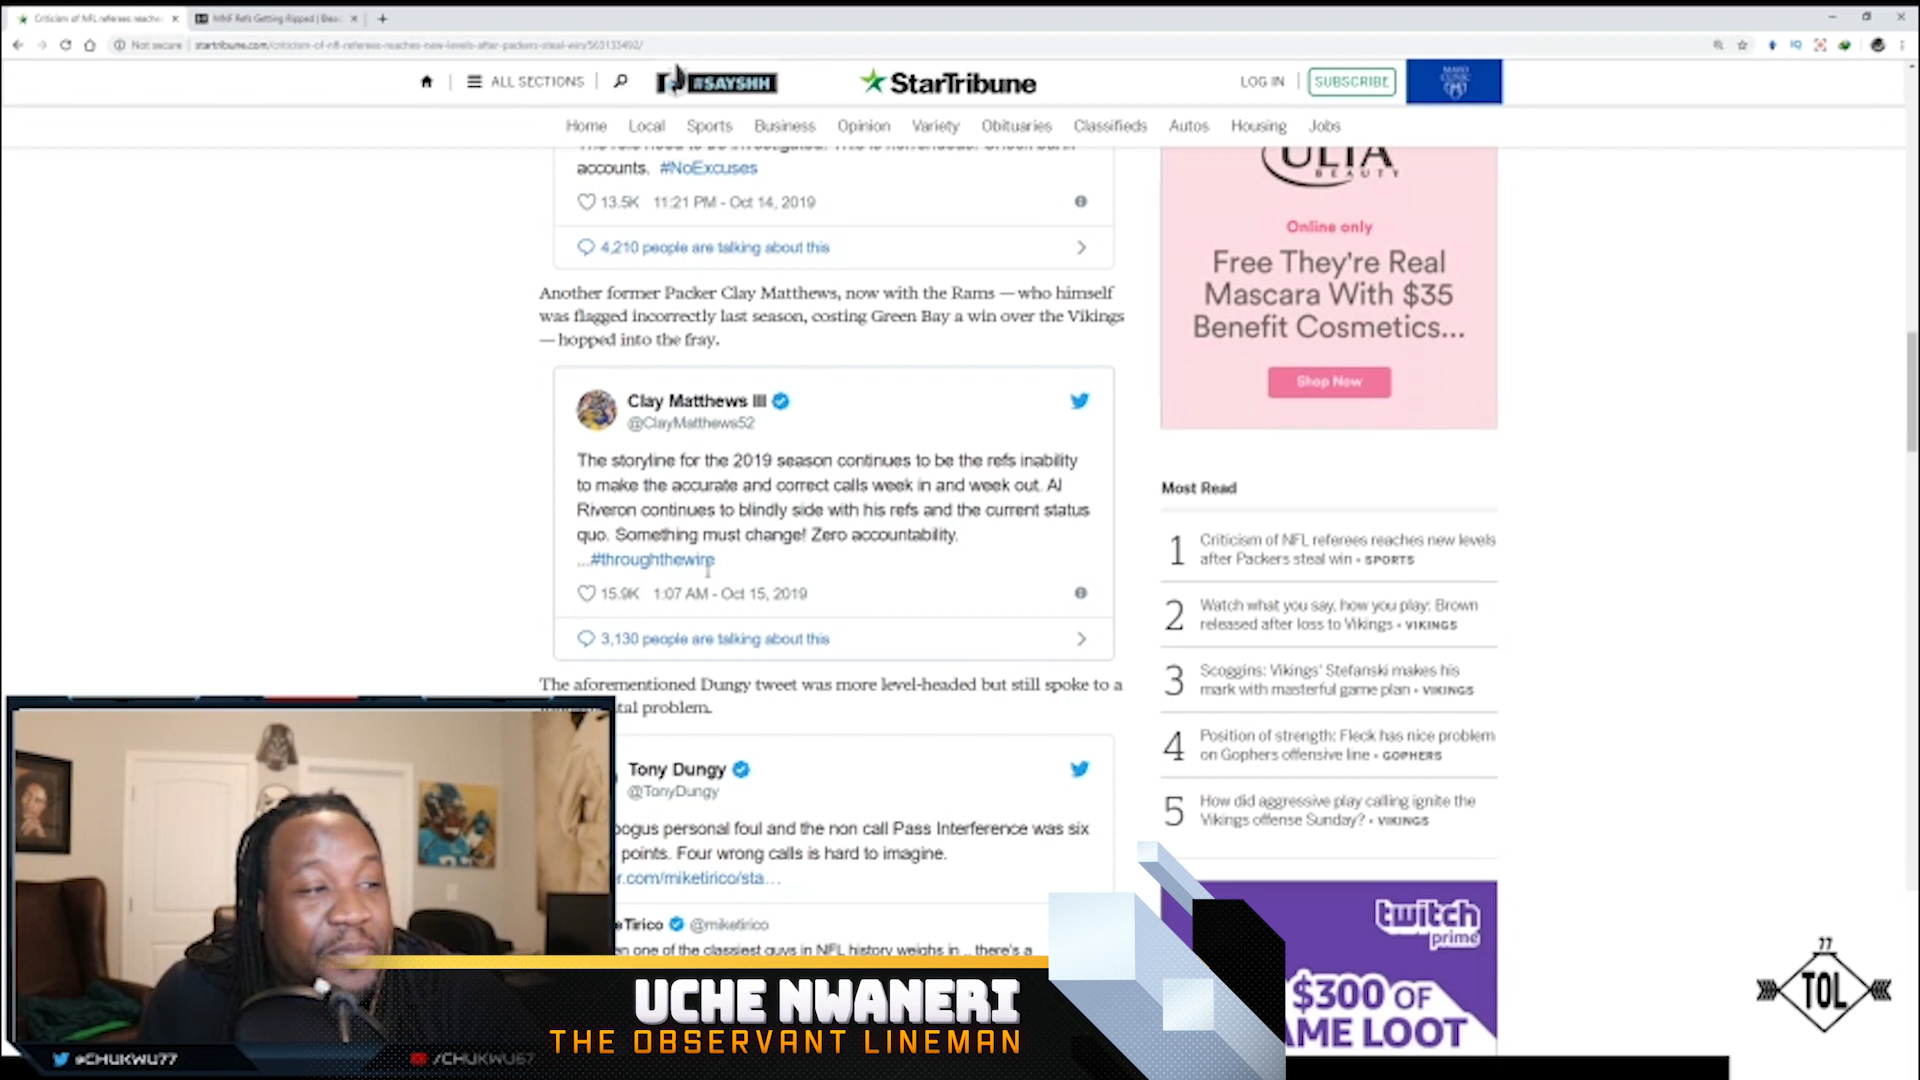 Criticism of NFL referees reache
MNF Refs Getting Ripped | Bea
Not secure | startribune.com/criticism-of-nfl-referees-reaches-new-levels-after-packers-steal-win/563133492/
ALL SECTIONS
#SAYSHH
StarTribune
LOG IN
SUBSCRIBE
MAYO CLINIC
Home Local Sports Business Opinion Variety Obituaries Classifieds Autos Housing Jobs
accounts. #NoExcuses
13.5K 11:21 PM - Oct 14, 2019
4,210 people are talking about this
Another former Packer Clay Matthews, now with the Rams — who himself
was flagged incorrectly last season, costing Green Bay a win over the Vikings
— hopped into the fray.
Clay Matthews III
@ClayMatthews52
The storyline for the 2019 season continues to be the refs inability
to make the accurate and correct calls week in and week out. Al
Riveron continues to blindly side with his refs and the current status
quo. Something must change! Zero accountability.
...#throughthewire
15.9K 1:07 AM - Oct 15, 2019
3,130 people are talking about this
The aforementioned Dungy tweet was more level-headed but still spoke to a
tal problem.
Tony Dungy
@TonyDungy
bogus personal foul and the non call Pass Interference was six
points. Four wrong calls is hard to imagine.
r.com/miketirico/sta…
e Tirico @miketirico
en one of the classiest guys in NFL history weighs in... there's a
ULTA
BEAUTY
Online only
Free They're Real
Mascara With $35
Benefit Cosmetics...
Shop Now
Most Read
1 Criticism of NFL referees reaches new levels
after Packers steal win • SPORTS
2 Watch what you say, how you play: Brown
released after loss to Vikings • VIKINGS
3 Scoggins: Vikings' Stefanski makes his
mark with masterful game plan • VIKINGS
4 Position of strength: Fleck has nice problem
on Gophers offensive line • GOPHERS
5 How did aggressive play calling ignite the
Vikings offense Sunday? • VIKINGS
twitch
prime
$300 OF
AME LOOT
UCHE NWANERI
THE OBSERVANT LINEMAN
@CHUKWU77
/CHUKWU67
77
TOL